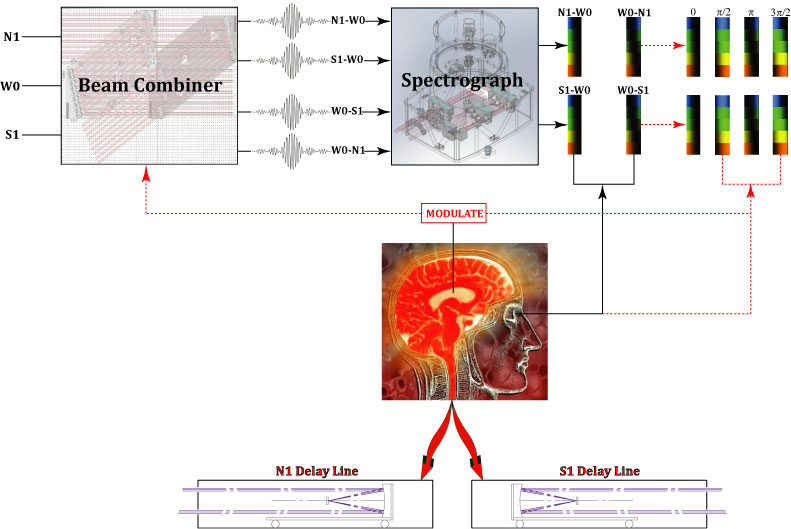 N1
W0
S1
Beam Combiner
N1-W0
S1-W0
W0-S1
W0-N1
Spectrograph
N1-W0 W0-N1 0 π/2 π 3π/2
S1-W0 W0-S1
MODULATE
N1 Delay Line S1 Delay Line